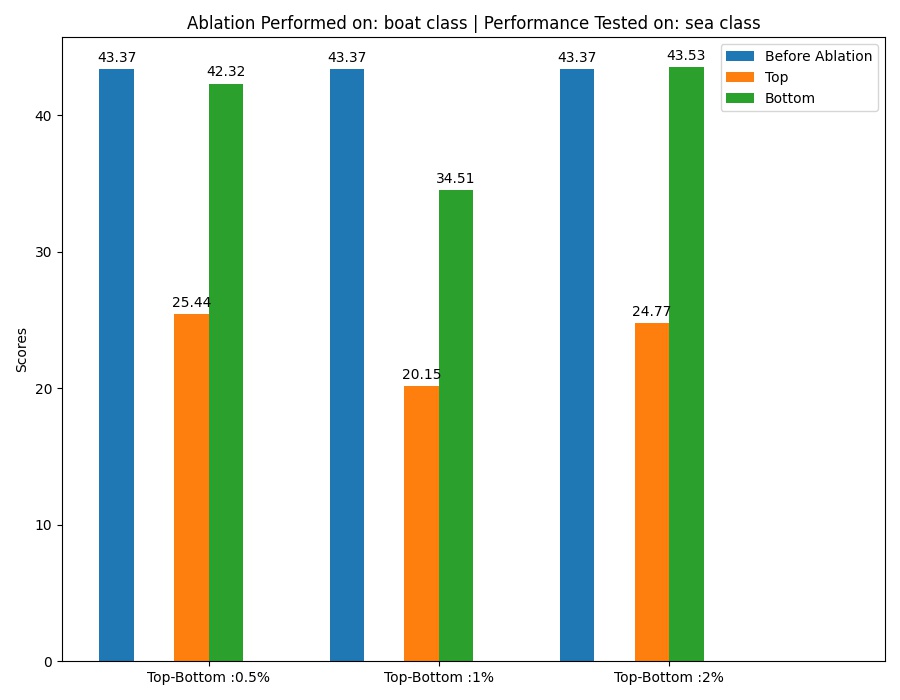 Ablation Performed on: boat class | Performance Tested on: sea class
43.37
42.32
25.44
43.37
34.51
20.15
43.37
43.53
24.77
Before Ablation
Top
Bottom
Scores
40
30
20
10
0
Top-Bottom :0.5%
Top-Bottom :1%
Top-Bottom :2%